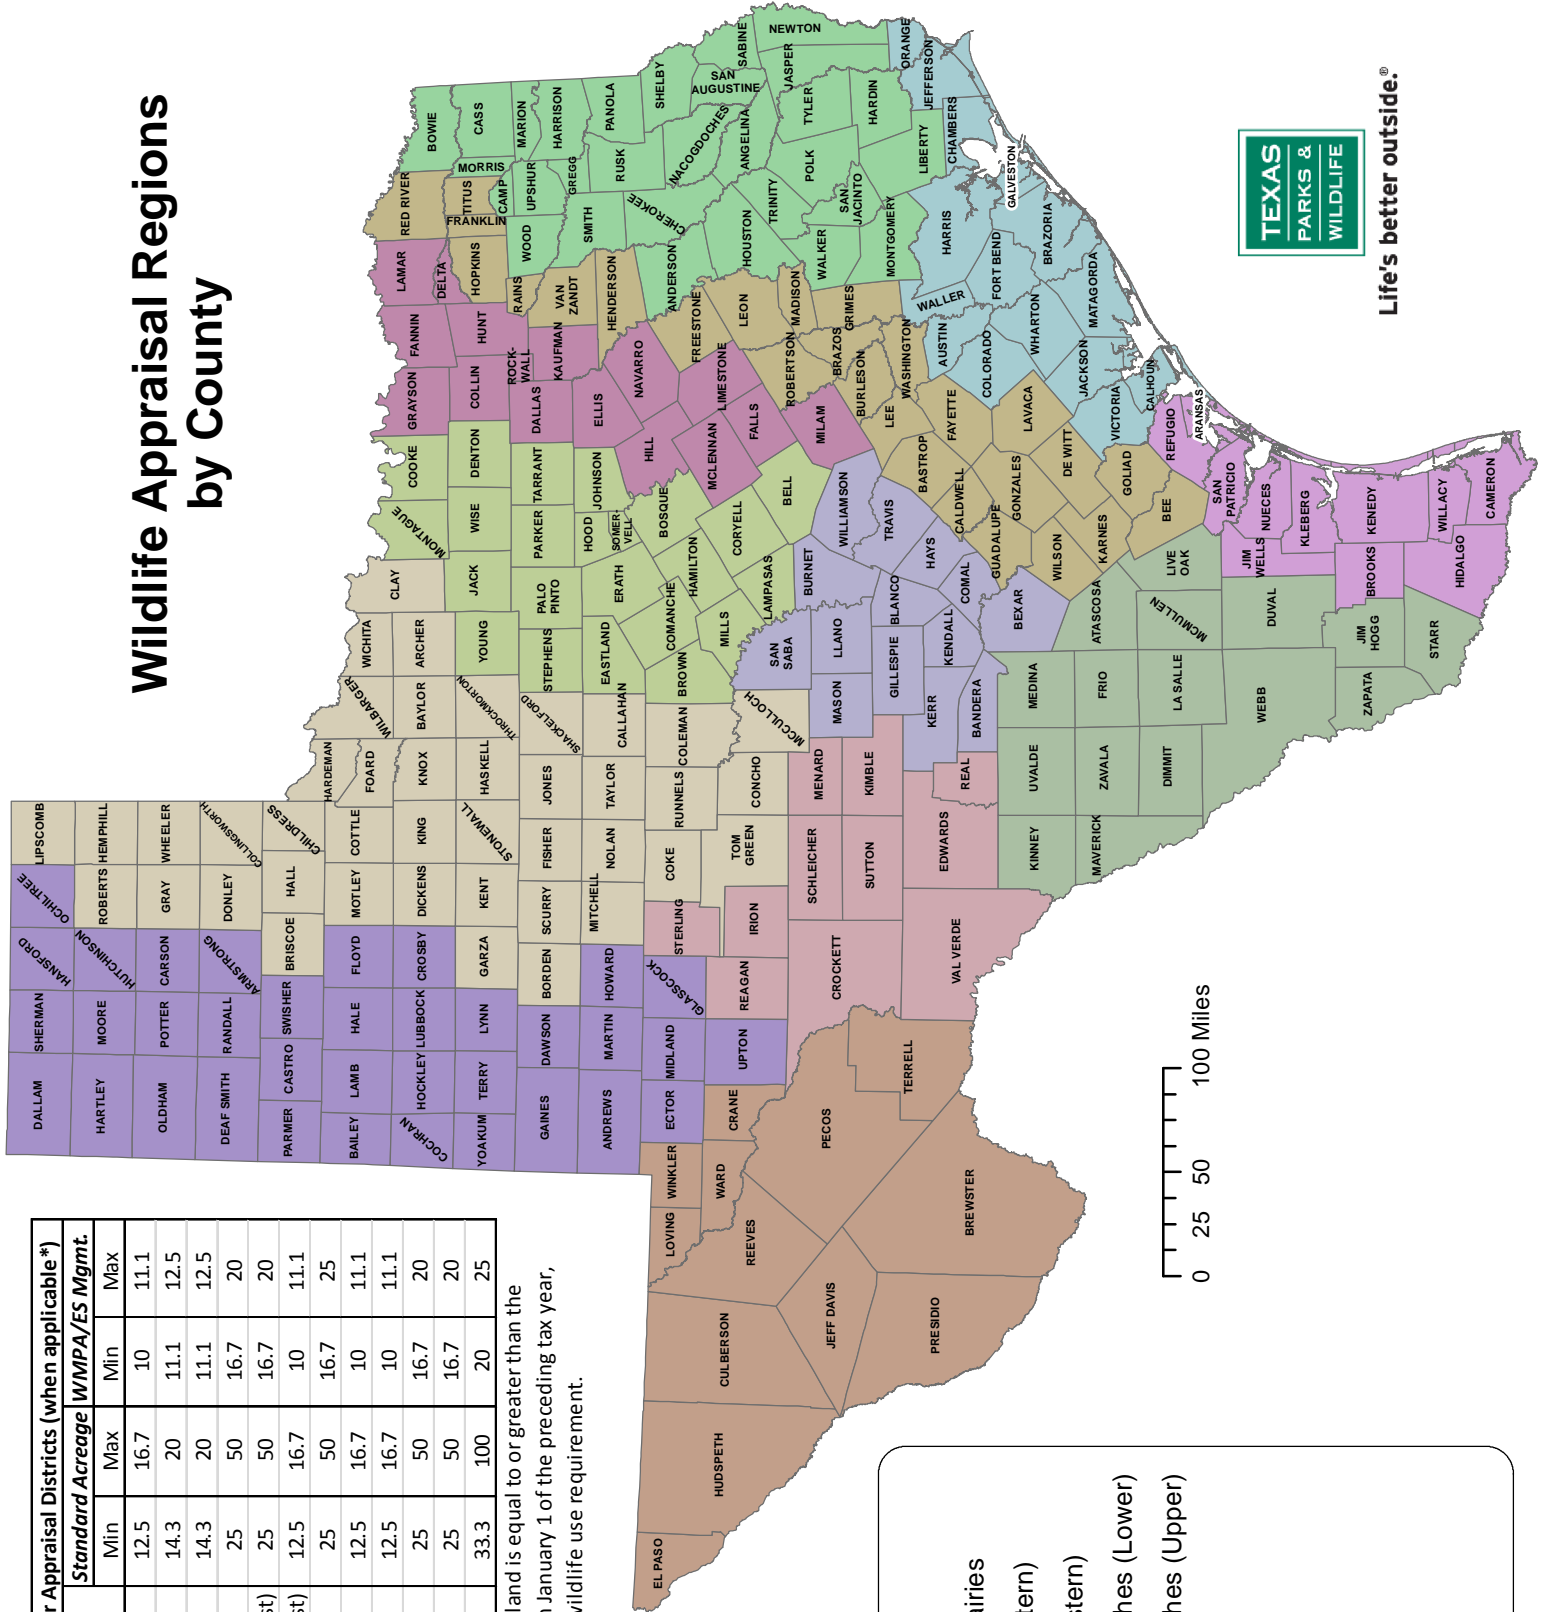 Wildlife Appraisal Regions
by County
r Appraisal Districts (when applicable*)
Standard Acreage WMPA/ES Mgmt.
Min Max Min Max
12.5 16.7 10 11.1
14.3 20 11.1 12.5
14.3 20 11.1 12.5
25 50 16.7 20
st) 25 50 16.7 20
st) 12.5 16.7 10 11.1
25 50 16.7 25
12.5 16.7 10 11.1
12.5 16.7 10 11.1
25 50 16.7 20
25 50 16.7 20
33.3 100 20 25
land is equal to or greater than the
January 1 of the preceding tax year,
wildlife use requirement.
DALLAM
SHERMAN
HANSFORD
OCHILTREE
LIPSCOMB
HARTLEY
MOORE
HUTCHINSON
ROBERTS
HEMPHILL
OLDHAM
POTTER
CARSON
GRAY
WHEELER
DEAF SMITH
RANDALL
ARMSTRONG
DONLEY
COLLINGSWORTH
PARMER
CASTRO
SWISHER
BRISCOE
HALL
CHILDRESS
BAILEY
LAMB
HALE
FLOYD
MOTLEY
COTTLE
HARDEMAN
FOARD
WILBARGER
WICHITA
CLAY
MONTAGUE
COOKE
GRAYSON
FANNIN
LAMAR
RED RIVER
BOWIE
COCHRAN
HOCKLEY
LUBBOCK
CROSBY
DICKENS
KING
KNOX
BAYLOR
ARCHER
JACK
WISE
DENTON
COLLIN
HUNT
DELTA
HOPKINS
FRANKLIN
TITUS
MORRIS
CASS
YOAKUM
TERRY
LYNN
GARZA
KENT
STONEWALL
HASKELL
THROCKMORTON
YOUNG
PALO
PINTO
PARKER
TARRANT
DALLAS
ROCK-
WALL
KAUFMAN
RAINS
VAN
ZANDT
WOOD
CAMP
UPSHUR
MARION
HARRISON
GREGG
GAINES
DAWSON
BORDEN
SCURRY
FISHER
JONES
SHACKELFORD
STEPHENS
EASTLAND
ERATH
HOOD
SOMER-
VELL
JOHNSON
ELLIS
HENDERSON
SMITH
RUSK
PANOLA
ANDREWS
MARTIN
HOWARD
MITCHELL
NOLAN
TAYLOR
CALLAHAN
BROWN
COMANCHE
HAMILTON
BOSQUE
HILL
NAVARRO
ANDERSON
CHEROKEE
NACOGDOCHES
SHELBY
WINKLER
LOVING
ECTOR
MIDLAND
GLASSCOCK
STERLING
COKE
RUNNELS
COLEMAN
MILLS
CORYELL
MCLENNAN
LIMESTONE
FREESTONE
HOUSTON
ANGELINA
SAN
AUGUSTINE
SABINE
EL PASO
HUDSPETH
CULBERSON
REEVES
WARD
CRANE
UPTON
REAGAN
IRION
TOM
GREEN
CONCHO
MCCULLOCH
SAN
SABA
LAMPASAS
BELL
FALLS
LEON
TRINITY
POLK
TYLER
JASPER
NEWTON
JEFF DAVIS
PECOS
CROCKETT
SCHLEICHER
MENARD
MASON
LLANO
BURNET
WILLIAMSON
MILAM
ROBERTSON
BRAZOS
MADISON
GRIMES
WALKER
SAN
JACINTO
HARDIN
PRESIDIO
BREWSTER
TERRELL
VAL VERDE
SUTTON
KIMBLE
GILLESPIE
BLANCO
TRAVIS
LEE
BURLESON
WASHINGTON
MONTGOMERY
LIBERTY
ORANGE
JEFFERSON
CHAMBERS
EDWARDS
REAL
KERR
KENDALL
BANDERA
COMAL
HAYS
CALDWELL
BASTROP
FAYETTE
AUSTIN
WALLER
HARRIS
GALVESTON
KINNEY
UVALDE
MEDINA
BEXAR
GUADALUPE
GONZALES
LAVACA
COLORADO
FORT BEND
BRAZORIA
WHARTON
MATAGORDA
MAVERICK
ZAVALA
FRIO
ATASCOSA
WILSON
KARNES
DE WITT
JACKSON
VICTORIA
CALHOUN
DIMMIT
LA SALLE
MCMULLEN
LIVE
OAK
BEE
GOLIAD
REFUGIO
ARANSAS
WEBB
DUVAL
JIM
WELLS
SAN
PATRICIO
NUECES
KLEBERG
ZAPATA
JIM
HOGG
BROOKS
KENEDY
STARR
HIDALGO
WILLACY
CAMERON
0 25 50 100 Miles
airies
tern)
stern)
hes (Lower)
hes (Upper)
TEXAS
PARKS &
WILDLIFE
Life's better outside.®